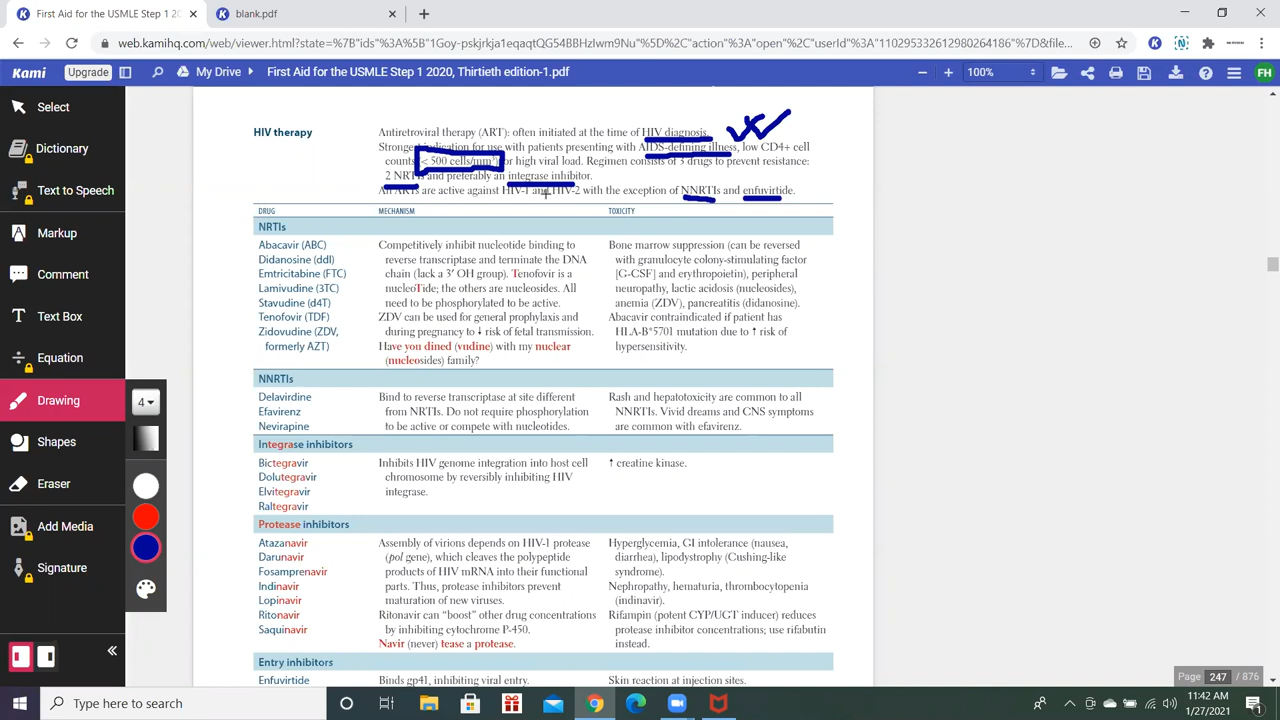 First Aid for the USMLE Step 1 2
blank.pdf
web.kamihq.com/web/viewer.html?state=%7B"ids"%3A%5B"1Goy-pskjrkja1eqaqtQG54BBHzIwm9Nu"%5D%2C"action"%3A"open"%2C"userId"%3A"110295332612980264186"%7D&file...
Kami
Upgrade
My Drive
First Aid for the USMLE Step 1 2020, Thirtieth edition-1.pdf
100%
FH
Select
Dictionary
Text to Speech
Markup
Comment
Text Box
Equation
Drawing
Shapes
Eraser
Add Media
Signature
4
HIV therapy
Antiretroviral therapy (ART): often initiated at the time of HIV diagnosis.
Strongest indication for use with patients presenting with AIDS-defining illness, low CD4+ cell
counts (< 500 cells/mm³), or high viral load. Regimen consists of 3 drugs to prevent resistance:
2 NRTIs and preferably an integrase inhibitor.
All ARTs are active against HIV-1 and HIV-2 with the exception of NNRTIs and enfuvirtide.
DRUG MECHANISM TOXICITY
NRTIs
Abacavir (ABC)
Didanosine (ddI)
Emtricitabine (FTC)
Lamivudine (3TC)
Stavudine (d4T)
Tenofovir (TDF)
Zidovudine (ZDV,
formerly AZT)
Competitively inhibit nucleotide binding to
reverse transcriptase and terminate the DNA
chain (lack a 3′ OH group). Tenofovir is a
nucleoTide; the others are nucleosides. All
need to be phosphorylated to be active.
ZDV can be used for general prophylaxis and
during pregnancy to ↓ risk of fetal transmission.
Have you dined (vudine) with my nuclear
(nucleosides) family?
Bone marrow suppression (can be reversed
with granulocyte colony-stimulating factor
[G-CSF] and erythropoietin), peripheral
neuropathy, lactic acidosis (nucleosides),
anemia (ZDV), pancreatitis (didanosine).
Abacavir contraindicated if patient has
HLA-B*5701 mutation due to ↑ risk of
hypersensitivity.
NNRTIs
Delavirdine
Efavirenz
Nevirapine
Bind to reverse transcriptase at site different
from NRTIs. Do not require phosphorylation
to be active or compete with nucleotides.
Rash and hepatotoxicity are common to all
NNRTIs. Vivid dreams and CNS symptoms
are common with efavirenz.
Integrase inhibitors
Bictegravir
Dolutegravir
Elvitegravir
Raltegravir
Inhibits HIV genome integration into host cell
chromosome by reversibly inhibiting HIV
integrase.
↑ creatine kinase.
Protease inhibitors
Atazanavir
Darunavir
Fosamprenavir
Indinavir
Lopinavir
Ritonavir
Saquinavir
Assembly of virions depends on HIV-1 protease
(pol gene), which cleaves the polypeptide
products of HIV mRNA into their functional
parts. Thus, protease inhibitors prevent
maturation of new viruses.
Ritonavir can “boost” other drug concentrations
by inhibiting cytochrome P-450.
Navir (never) tease a protease.
Hyperglycemia, GI intolerance (nausea,
diarrhea), lipodystrophy (Cushing-like
syndrome).
Nephropathy, hematuria, thrombocytopenia
(indinavir).
Rifampin (potent CYP/UGT inducer) reduces
protease inhibitor concentrations; use rifabutin
instead.
Entry inhibitors
Enfuvirtide
Binds gp41, inhibiting viral entry.
Skin reaction at injection sites.
Page 247 / 876
Type here to search
11:42 AM
1/27/2021